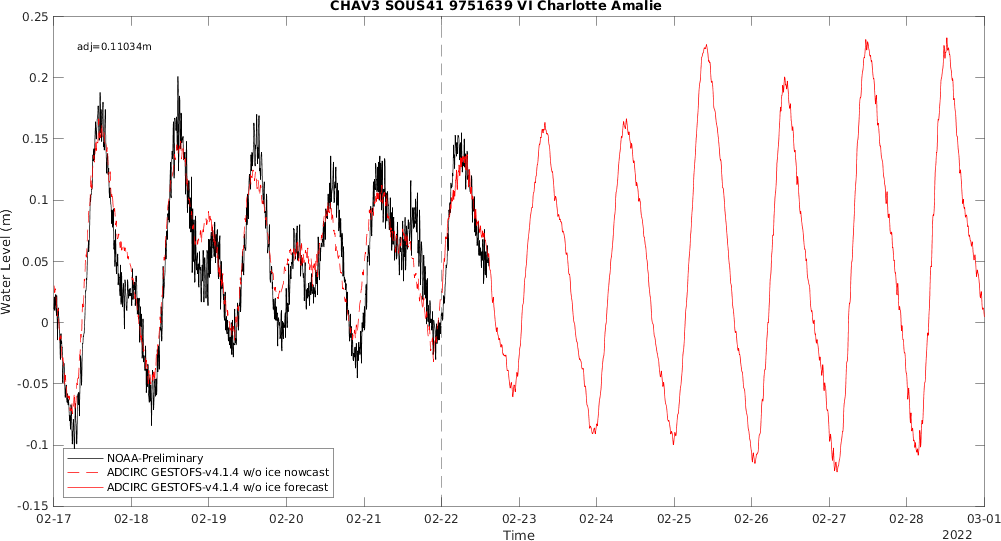 CHAV3 SOUS41 9751639 VI Charlotte Amalie
adj=0.11034m
0.25
0.2
0.15
0.1
0.05
0
-0.05
-0.1
-0.15
Water Level (m)
NOAA-Preliminary
ADCIRC GESTOFS-v4.1.4 w/o ice nowcast
ADCIRC GESTOFS-v4.1.4 w/o ice forecast
02-17 02-18 02-19 02-20 02-21 02-22 02-23 02-24 02-25 02-26 02-27 02-28 03-01
Time
2022